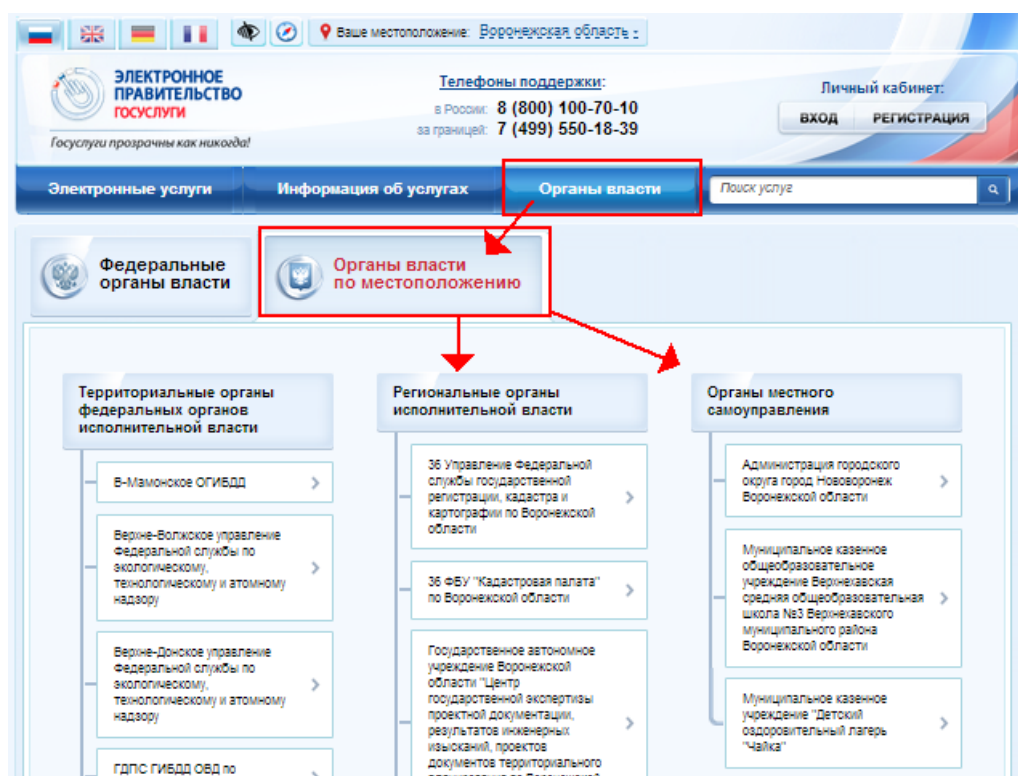 Ваше местоположение: Воронежская область
ЭЛЕКТРОННОЕ
ПРАВИТЕЛЬСТВО
ГОСУСЛУГИ
Госуслуги прозрачны как никогда!
Телефоны поддержки:
в России: 8 (800) 100-70-10
за границей: 7 (499) 550-18-39
Личный кабинет:
ВХОД РЕГИСТРАЦИЯ
Электронные услуги Информация об услугах Органы власти Поиск услуг
Федеральные
органы власти
Органы власти
по местоположению
Территориальные органы
федеральных органов
исполнительной власти
В-Мамонское ОГИБДД
Верхне-Волжское управление
Федеральной службы по
экологическому,
технологическому и атомному
надзору
Верхне-Донское управление
Федеральной службы по
экологическому,
технологическому и атомному
надзору
ГДПС ГИБДД ОВД по
Региональные органы
исполнительной власти
36 Управление Федеральной
службы государственной
регистрации, кадастра и
картографии по Воронежской
области
36 ФБУ "Кадастровая палата"
по Воронежской области
Государственное автономное
учреждение Воронежской
области "Центр
государственной экспертизы
проектной документации,
результатов инженерных
изысканий, проектов
документов территориального
планирования по Воронежской
Органы местного
самоуправления
Администрация городского
округа город Нововоронеж
Воронежской области
Муниципальное казенное
общеобразовательное
учреждение Верхнехавская
средняя общеобразовательная
школа №3 Верхнехавского
муниципального района
Воронежской области
Муниципальное казенное
учреждение "Детский
оздоровительный лагерь
"Чайка"